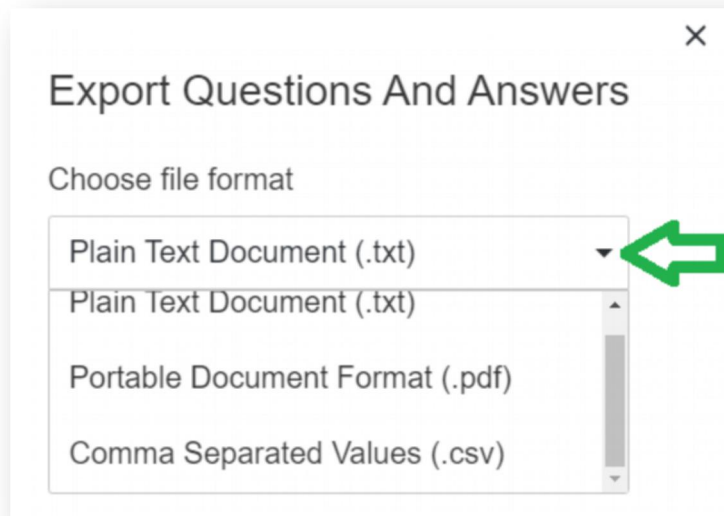 Export Questions And Answers
Choose file format
Plain Text Document (.txt)
Plain Text Document (.txt)
Portable Document Format (.pdf)
Comma Separated Values (.csv)